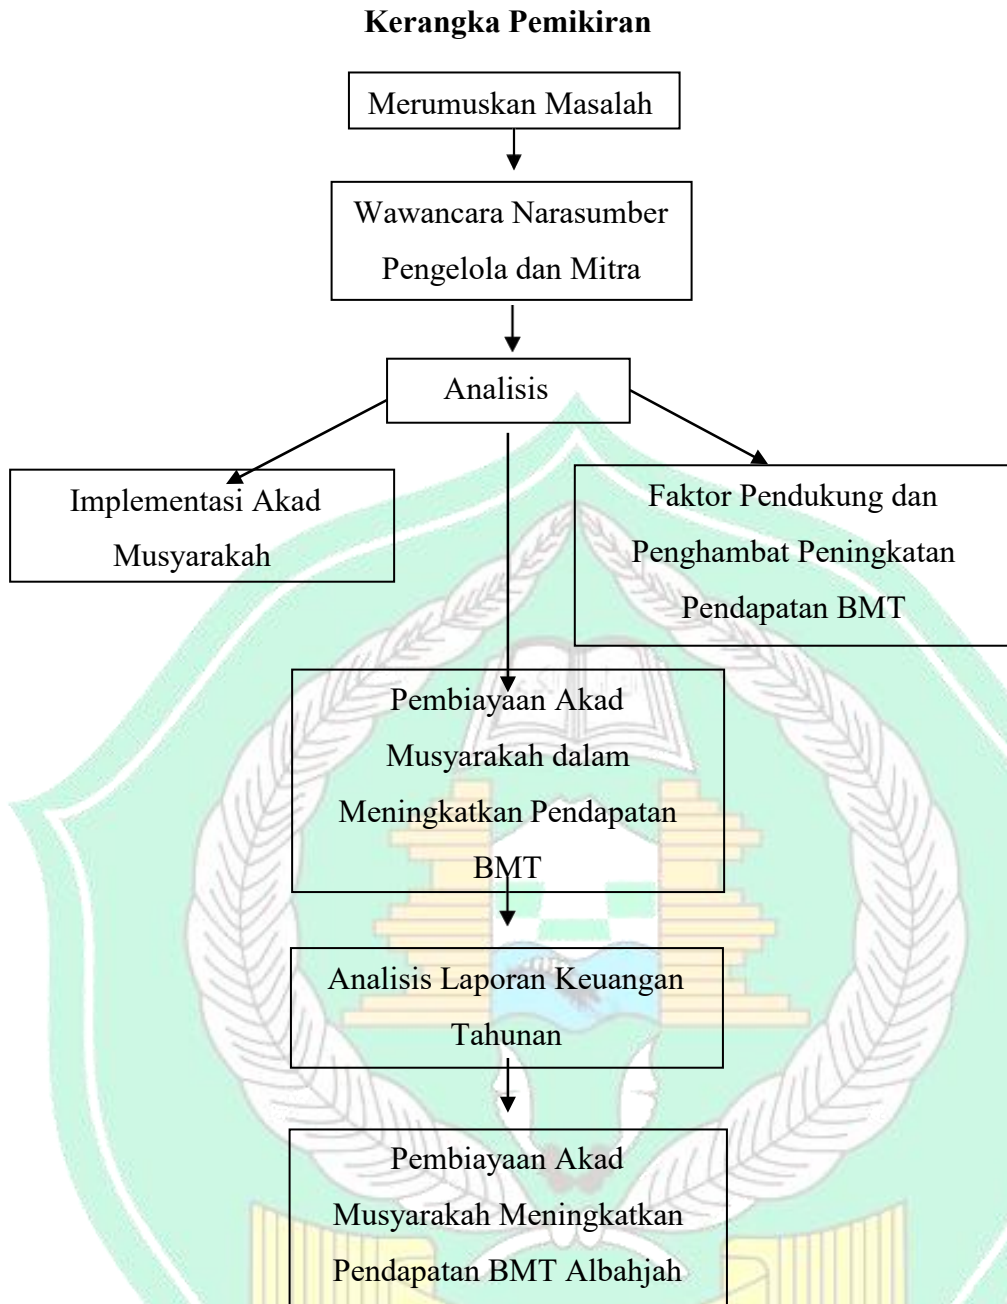 Kerangka Pemikiran
Merumuskan Masalah
Wawancara Narasumber
Pengelola dan Mitra
Analisis
Implementasi Akad
Musyarakah
Faktor Pendukung dan
Penghambat Peningkatan
Pendapatan BMT
Pembiayaan Akad
Musyarakah dalam
Meningkatkan Pendapatan
BMT
Analisis Laporan Keuangan
Tahunan
Pembiayaan Akad
Musyarakah Meningkatkan
Pendapatan BMT Albahjah